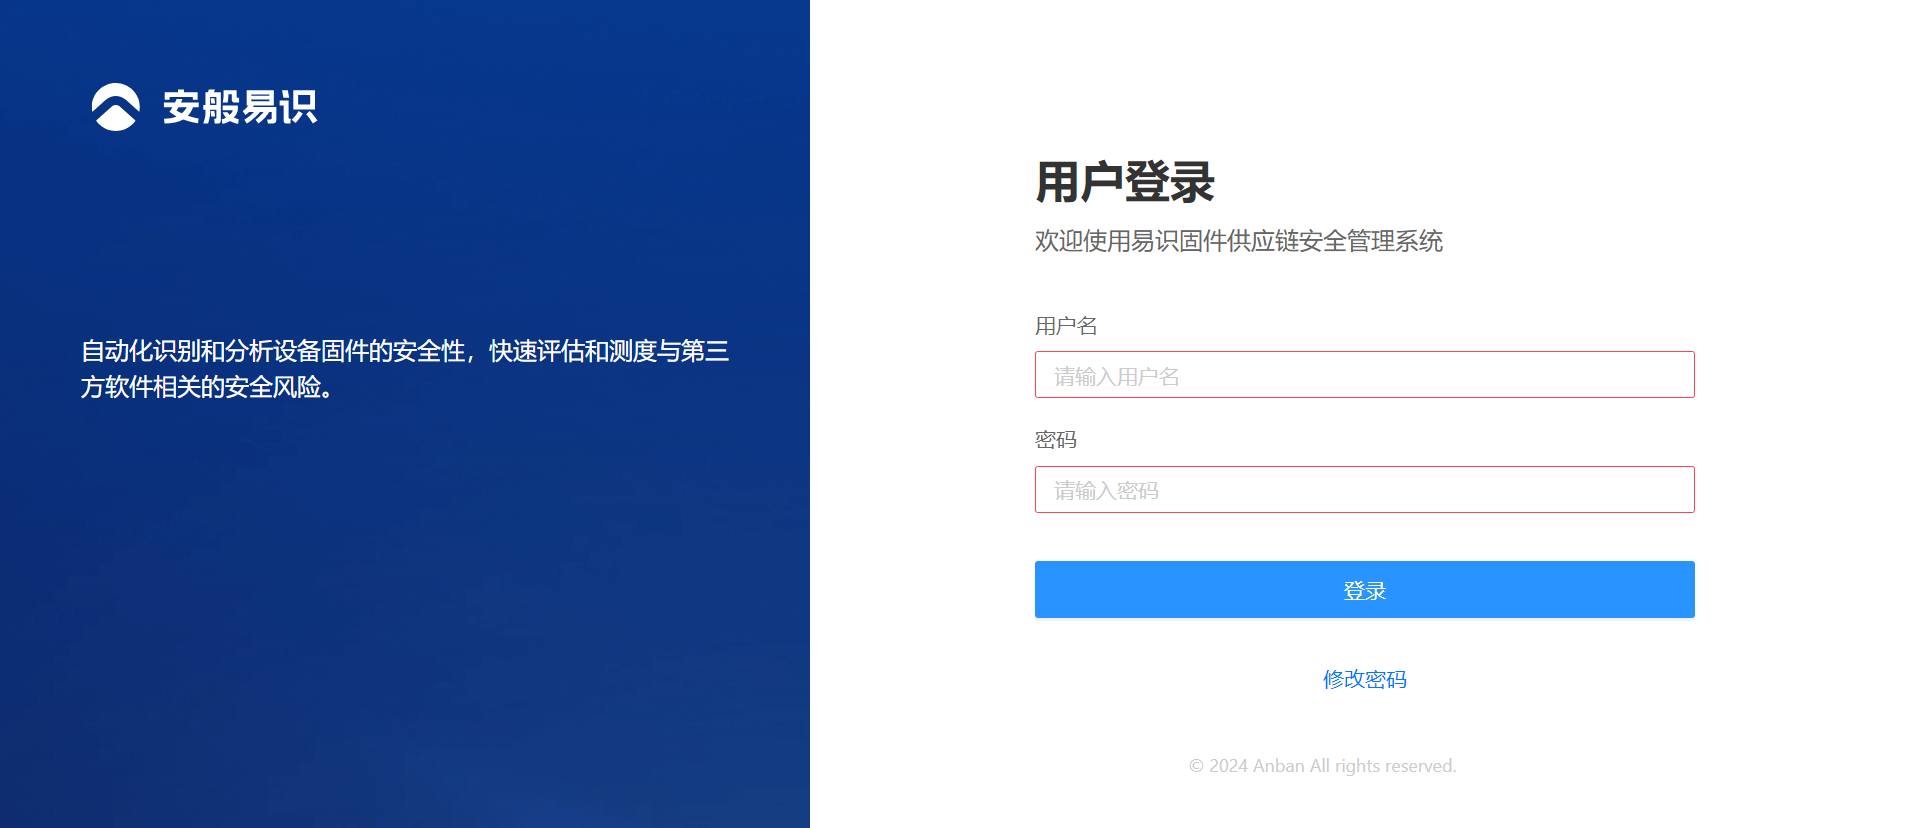 安般易识
自动化识别和分析设备固件的安全性，快速评估和测度与第三
方软件相关的安全风险。
用户登录
欢迎使用易识固件供应链安全管理系统
用户名
请输入用户名
密码
请输入密码
登录
修改密码
© 2024 Anban All rights reserved.